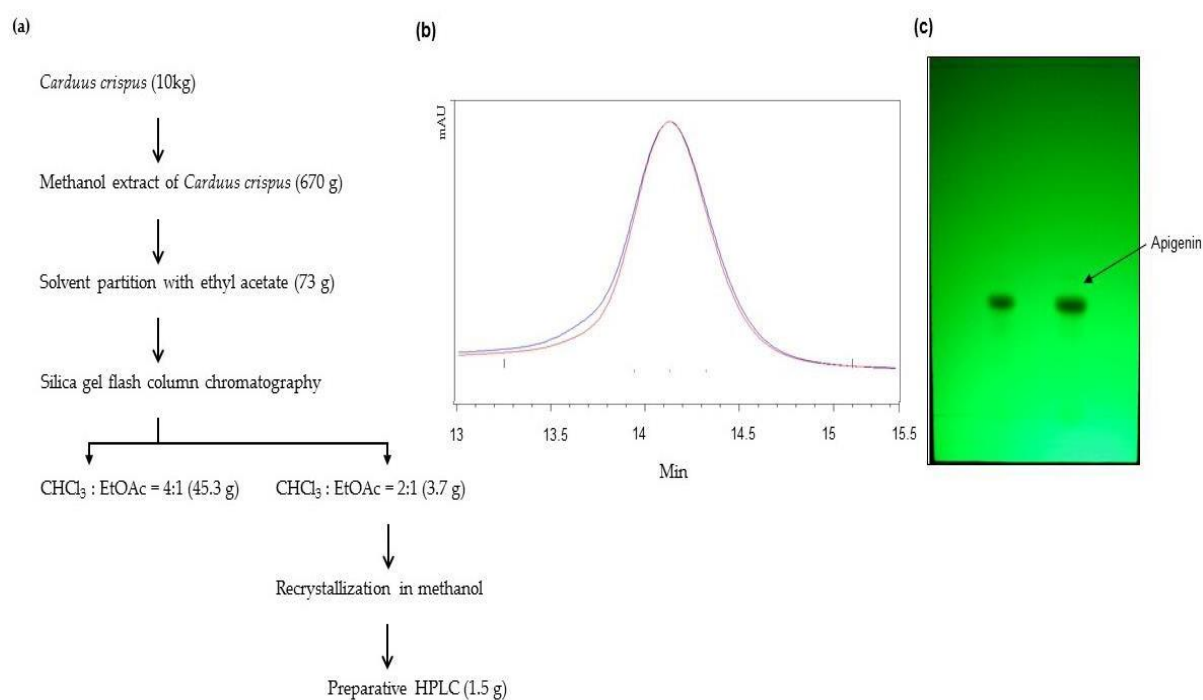 (a)
Carduus crispus (10kg)
Methanol extract of Carduus crispus (670 g)
Solvent partition with ethyl acetate (73 g)
Silica gel flash column chromatography
CHCl₃ : EtOAc = 4:1 (45.3 g)
CHCl₃ : EtOAc = 2:1 (3.7 g)
Recrystallization in methanol
Preparative HPLC (1.5 g)
(b)
mAU
13 13.5 14 14.5 15 15.5
Min
(c)
Apigenin